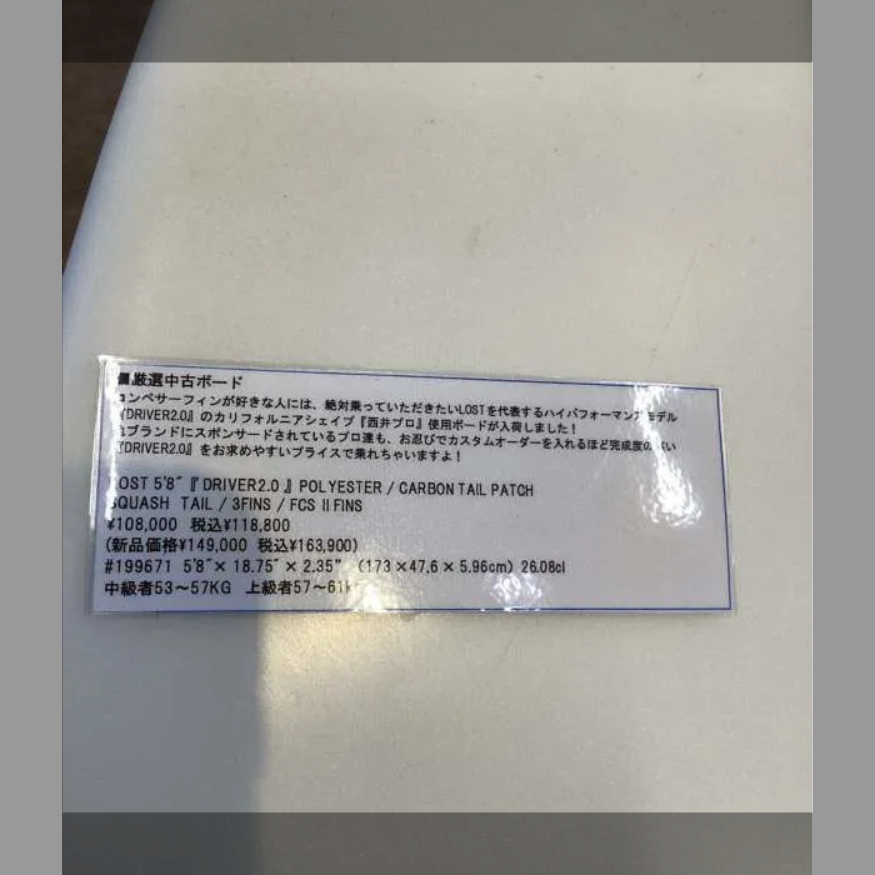 厳選中古ボード
コンペサーフィンが好きな人には、絶対乗っていただきたいLOSTを代表するハイパフォーマンスモデル
『DRIVER2.0』のカリフォルニアシェイプ『西井プロ』使用ボードが入荷しました！
ブランドにスポンサードされているプロ達も、お忍びでカスタムオーダーを入れるほど完成度の
『DRIVER2.0』をお求めやすいプライスで乗れちゃいますよ！
LOST 5'8"『DRIVER2.0』POLYESTER / CARBON TAIL PATCH
SQUASH TAIL / 3FINS / FCS II FINS
¥108,000 税込¥118,800
(新品価格¥149,000 税込¥163,900)
#199671 5'8"× 18.75"× 2.35" （173×47,6×5.96cm）26.08cl
中級者53～57KG 上級者57～61